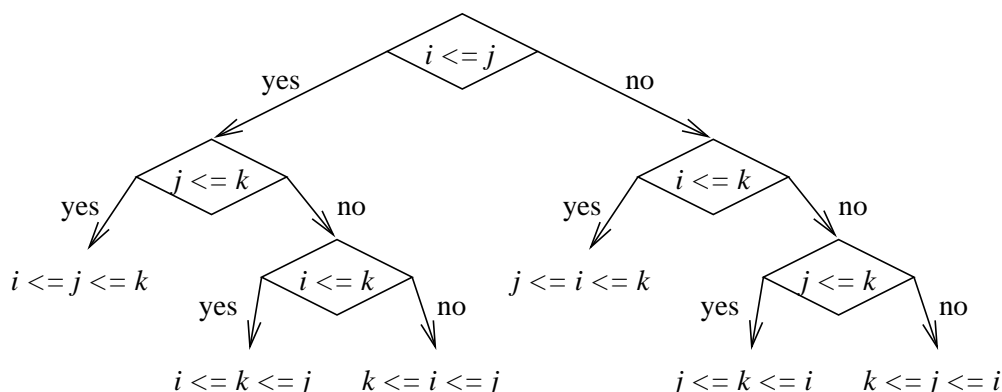 i <= j
yes
no
j <= k
i <= k
yes
no
yes
no
i <= j <= k
i <= k
j <= i <= k
j <= k
yes
no
yes
no
i <= k <= j
k <= i <= j
j <= k <= i
k <= j <= i